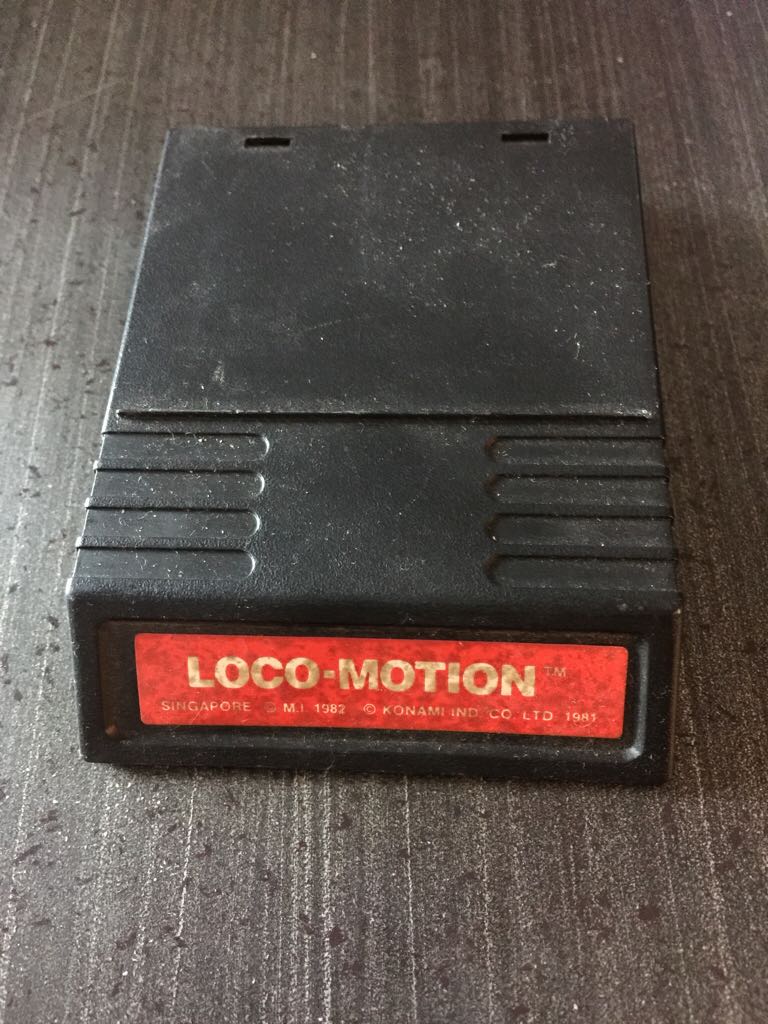 LOCO-MOTION™
SINGAPORE © M.I 1982 © KONAMI IND. CO. LTD. 1981